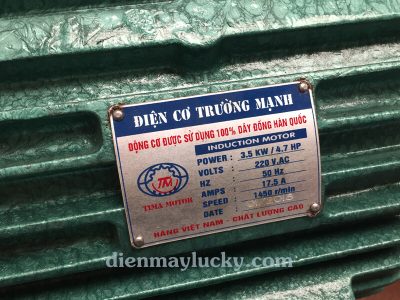 ĐIỆN CƠ TRƯỜNG MẠNH
ĐỘNG CƠ ĐƯỢC SỬ DỤNG 100% DÂY ĐỒNG HÀN QUỐC
INDUCTION MOTOR
POWER : 3.5 KW / 4.7 HP
VOLTS : 220 V.AC
HZ : 50 Hz
AMPS : 17.5 A
SPEED : 1450 r/min
DATE :
TM
TIMA MOTOR
HÀNG VIỆT NAM - CHẤT LƯỢNG CAO
dienmaylucky.com